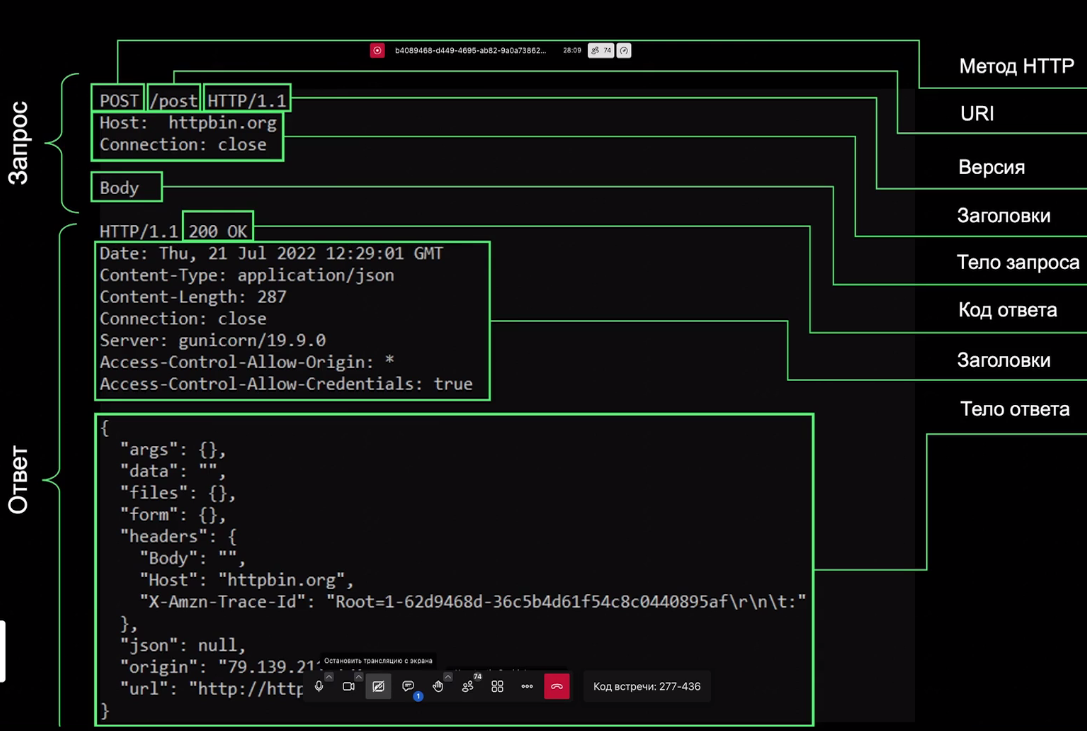 b4089468-d449-4695-ab82-9a0a73862... 28:09 74
Запрос
POST /post HTTP/1.1
Host: httpbin.org
Connection: close
Body
Ответ
HTTP/1.1 200 OK
Date: Thu, 21 Jul 2022 12:29:01 GMT
Content-Type: application/json
Content-Length: 287
Connection: close
Server: gunicorn/19.9.0
Access-Control-Allow-Origin: *
Access-Control-Allow-Credentials: true
{
"args": {},
"data": "",
"files": {},
"form": {},
"headers": {
"Body": "",
"Host": "httpbin.org",
"X-Amzn-Trace-Id": "Root=1-62d9468d-36c5b4d61f54c8c0440895af\r\n\t:"
},
"json": null,
"origin": "79.139.21
"url": "http://http
}
Метод HTTP
URI
Версия
Заголовки
Тело запроса
Код ответа
Заголовки
Тело ответа
Остановить трансляцию с экрана
74
1
Код встречи: 277-436